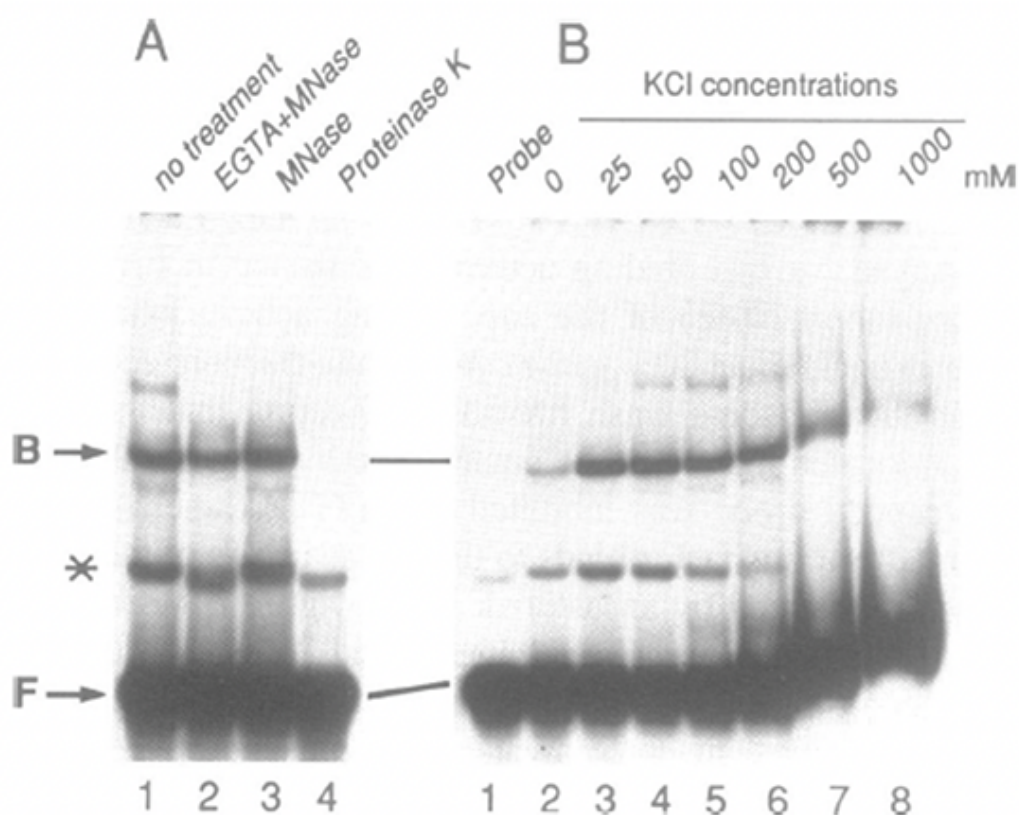 A
no treatment
EGTA+MNase
MNase
Proteinase K
B
KCl concentrations
Probe
0
25
50
100
200
500
1000
mM
B
*
F
1 2 3 4
1 2 3 4 5 6 7 8